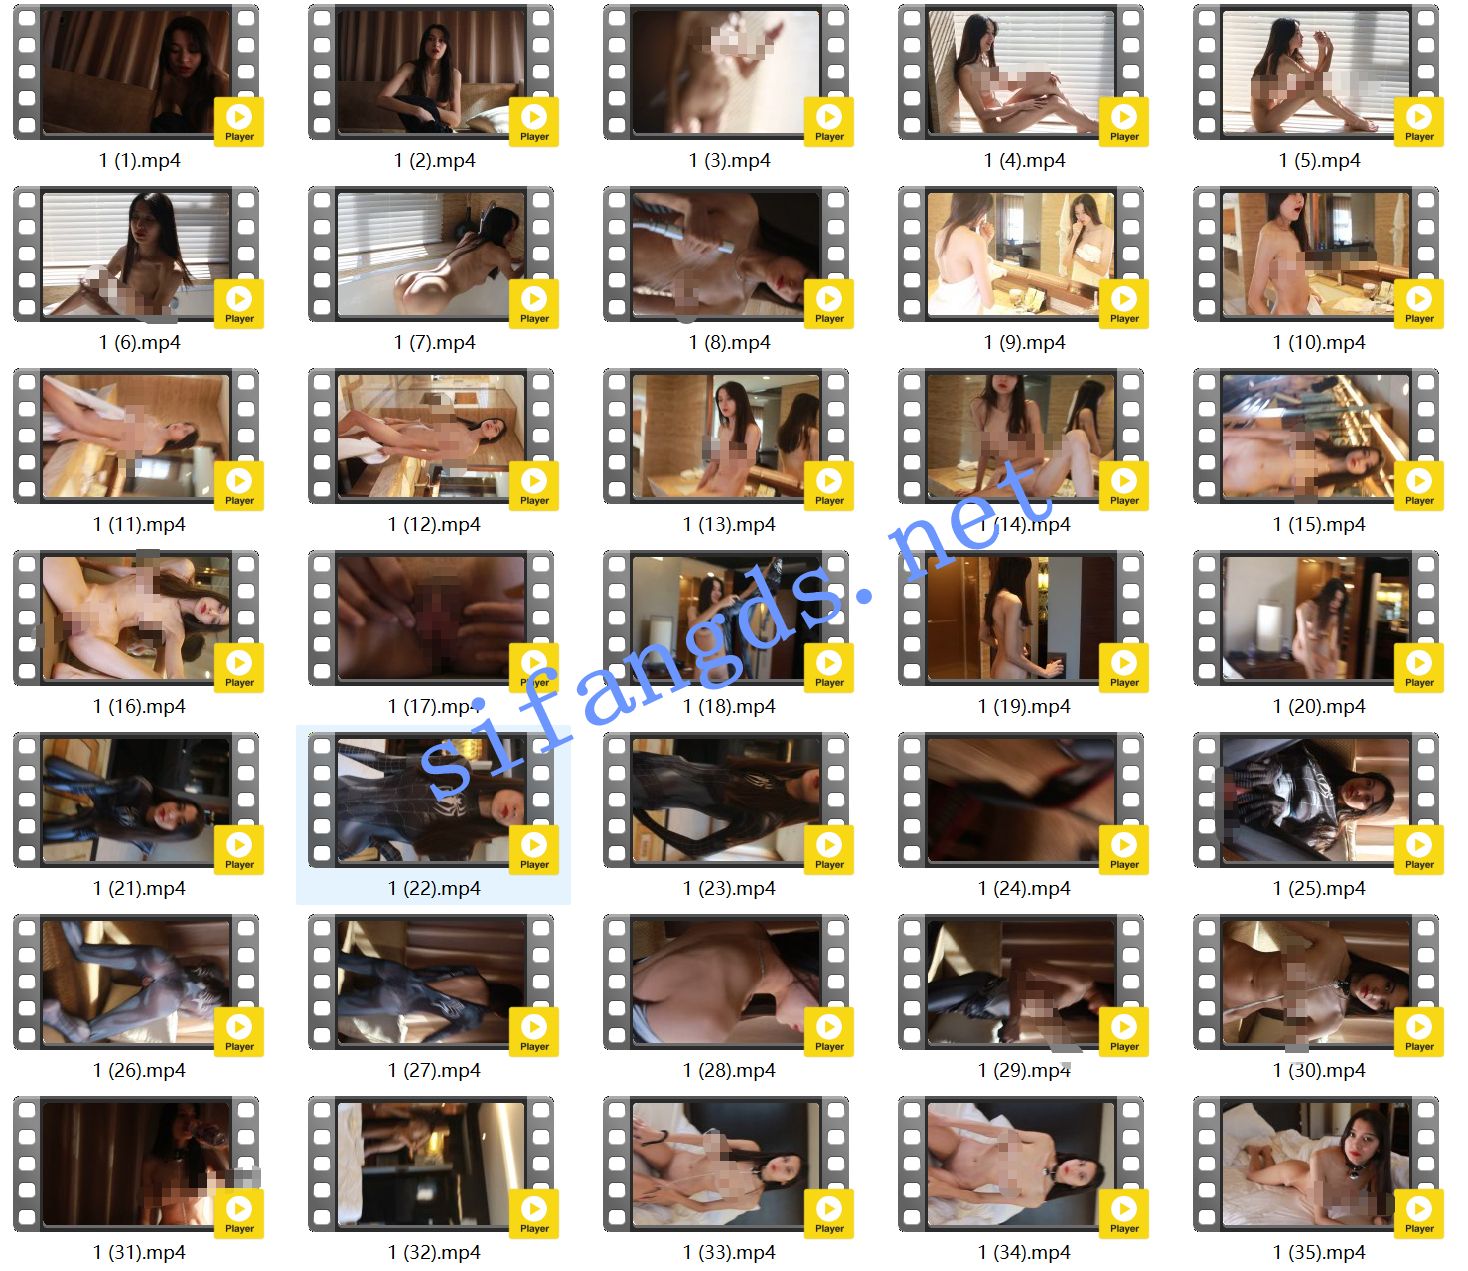 Player Player Player Player Player
1 (1).mp4 1 (2).mp4 1 (3).mp4 1 (4).mp4 1 (5).mp4
Player Player Player Player Player
1 (6).mp4 1 (7).mp4 1 (8).mp4 1 (9).mp4 1 (10).mp4
Player Player Player Player Player
1 (11).mp4 1 (12).mp4 1 (13).mp4 1 (14).mp4 1 (15).mp4
Player Player Player Player Player
1 (16).mp4 1 (17).mp4 1 (18).mp4 1 (19).mp4 1 (20).mp4
sifangds.net
Player Player Player Player Player
1 (21).mp4 1 (22).mp4 1 (23).mp4 1 (24).mp4 1 (25).mp4
Player Player Player Player Player
1 (26).mp4 1 (27).mp4 1 (28).mp4 1 (29).mp4 1 (30).mp4
Player Player Player Player Player
1 (31).mp4 1 (32).mp4 1 (33).mp4 1 (34).mp4 1 (35).mp4